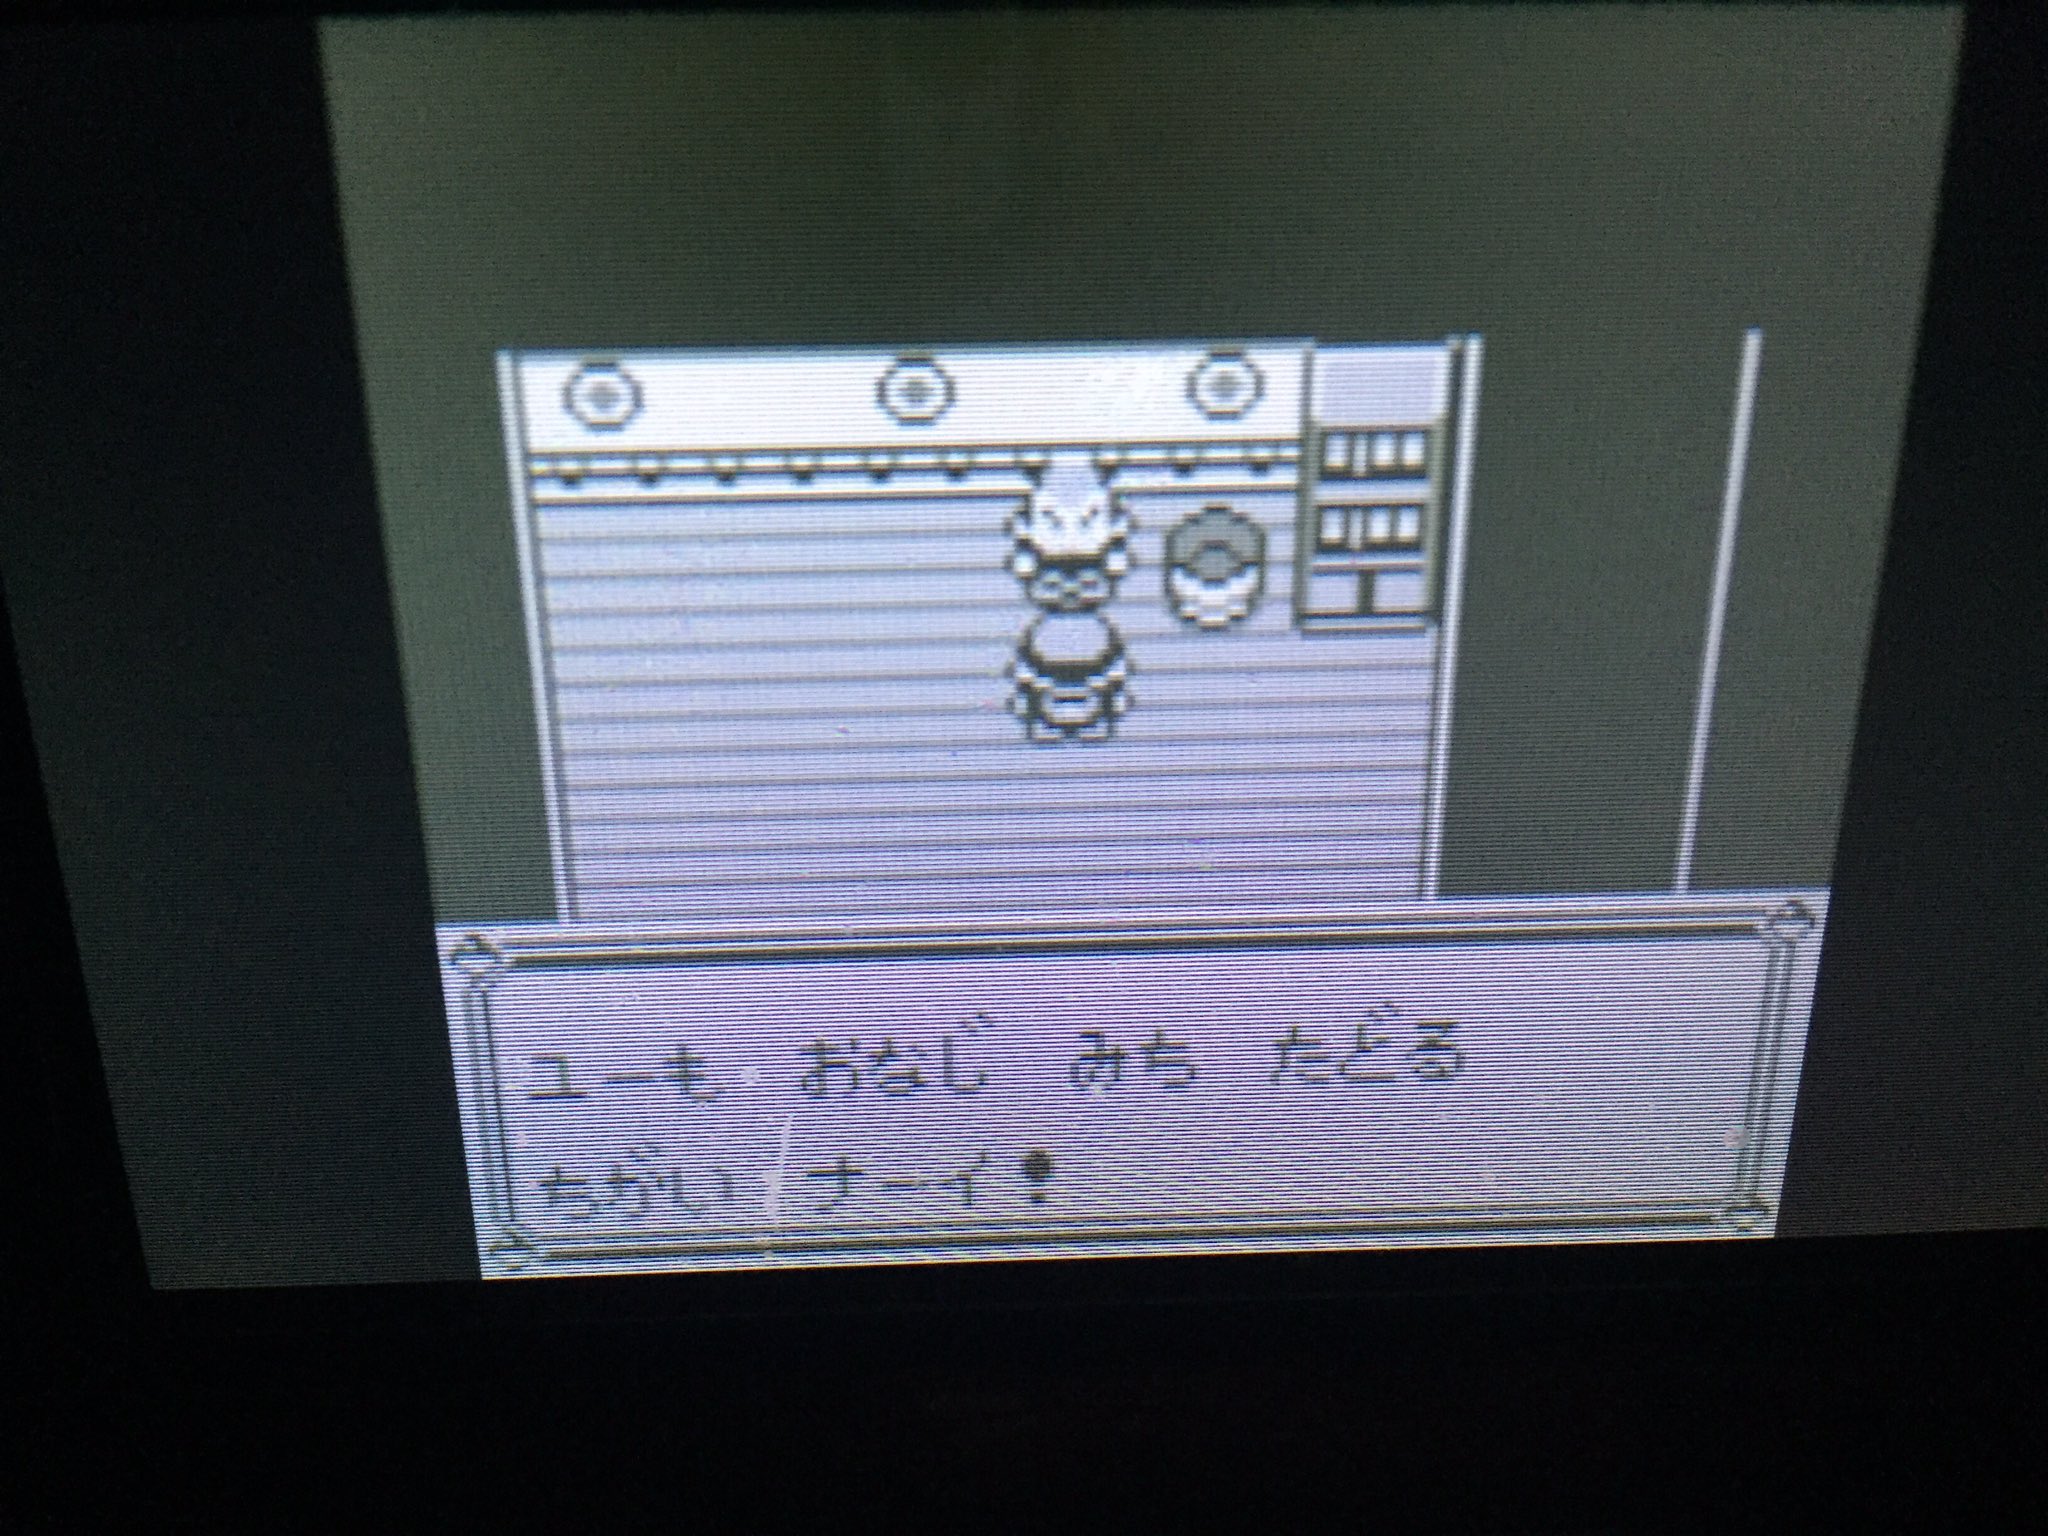 ユーも おなじ みち たどる
ちがい ナーイ!